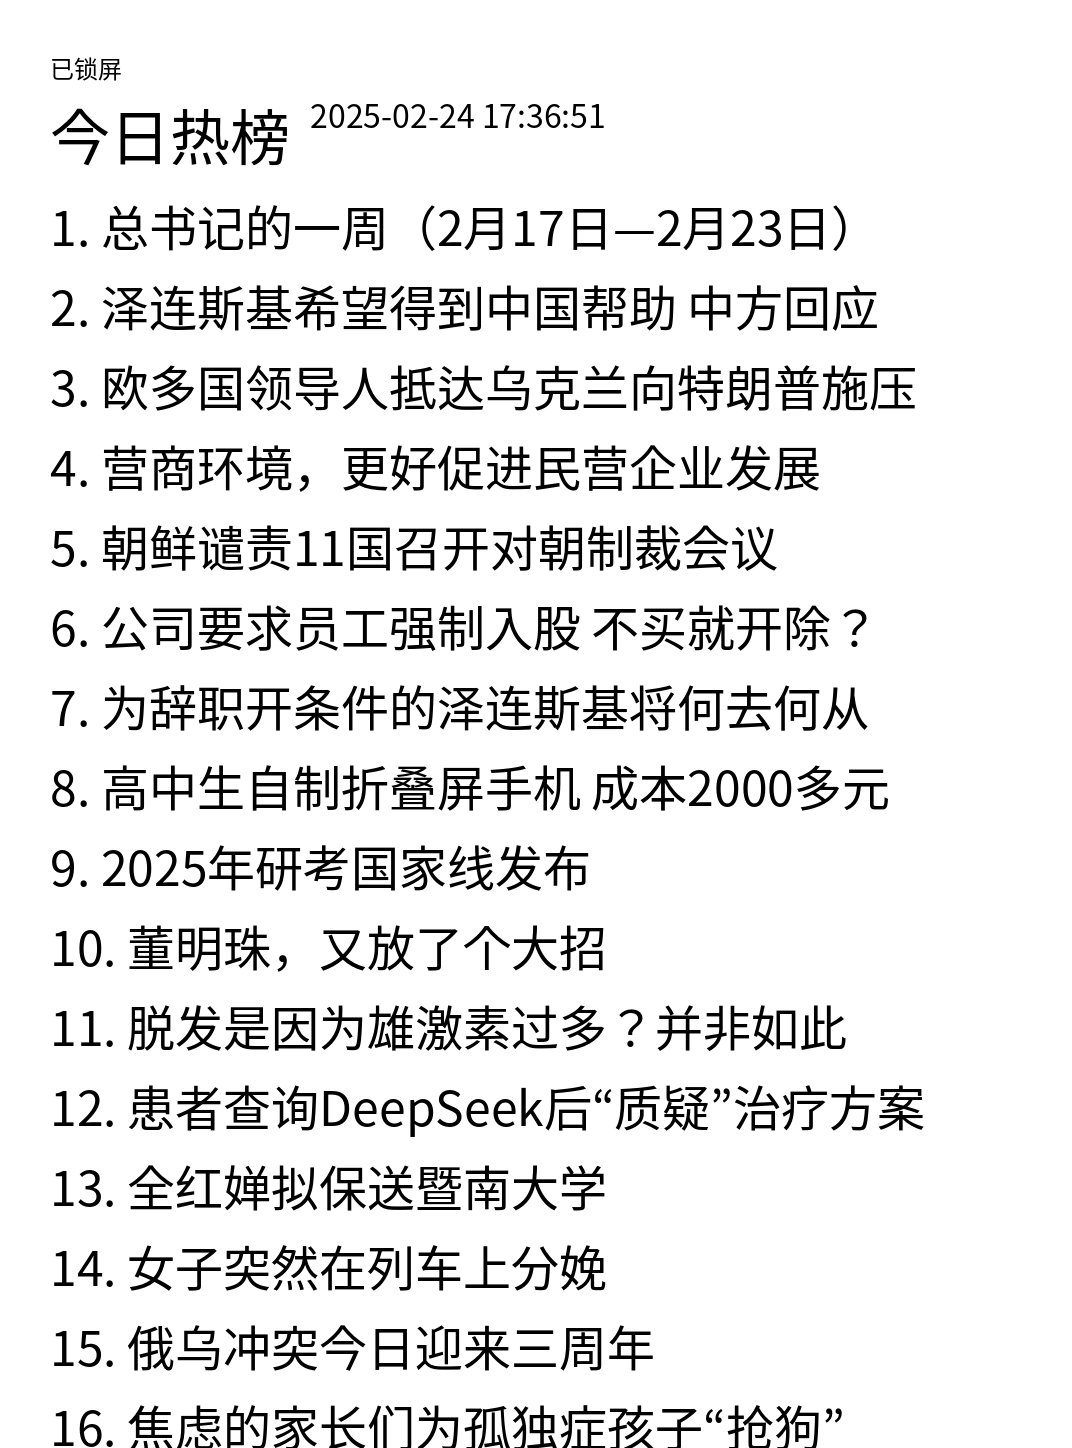 已锁屏
今日热榜 2025-02-24 17:36:51
1. 总书记的一周（2月17日—2月23日）
2. 泽连斯基希望得到中国帮助 中方回应
3. 欧多国领导人抵达乌克兰向特朗普施压
4. 营商环境，更好促进民营企业发展
5. 朝鲜谴责11国召开对朝制裁会议
6. 公司要求员工强制入股 不买就开除？
7. 为辞职开条件的泽连斯基将何去何从
8. 高中生自制折叠屏手机 成本2000多元
9. 2025年研考国家线发布
10. 董明珠，又放了个大招
11. 脱发是因为雄激素过多？并非如此
12. 患者查询DeepSeek后“质疑”治疗方案
13. 全红婵拟保送暨南大学
14. 女子突然在列车上分娩
15. 俄乌冲突今日迎来三周年
16. 焦虑的家长们为孤独症孩子“抢狗”